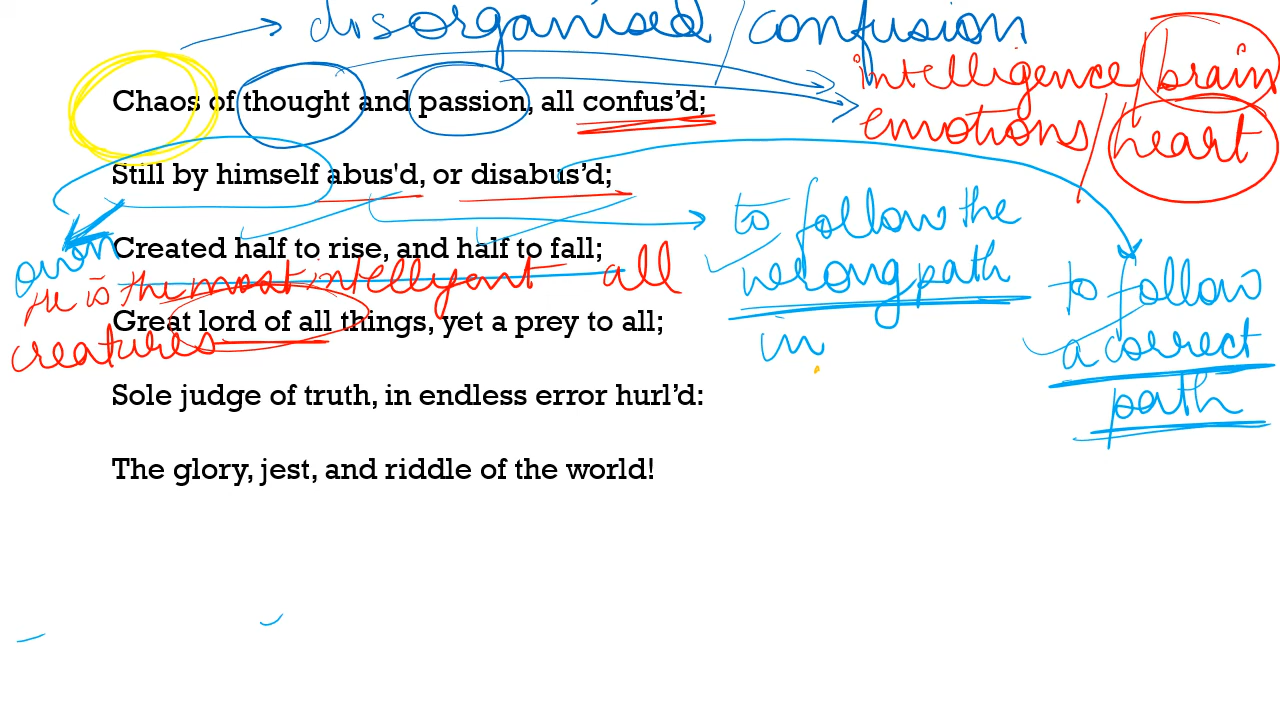 disorganised / confusion
intelligence / brain
Chaos of thought and passion, all confus'd;
emotions / heart
Still by himself abus'd, or disabus'd;
to follow the
wrong path
in
to follow
a correct
path
Created half to rise, and half to fall;
He is the most intellygent all
creatures
Great lord of all things, yet a prey to all;
Sole judge of truth, in endless error hurl'd:
The glory, jest, and riddle of the world!